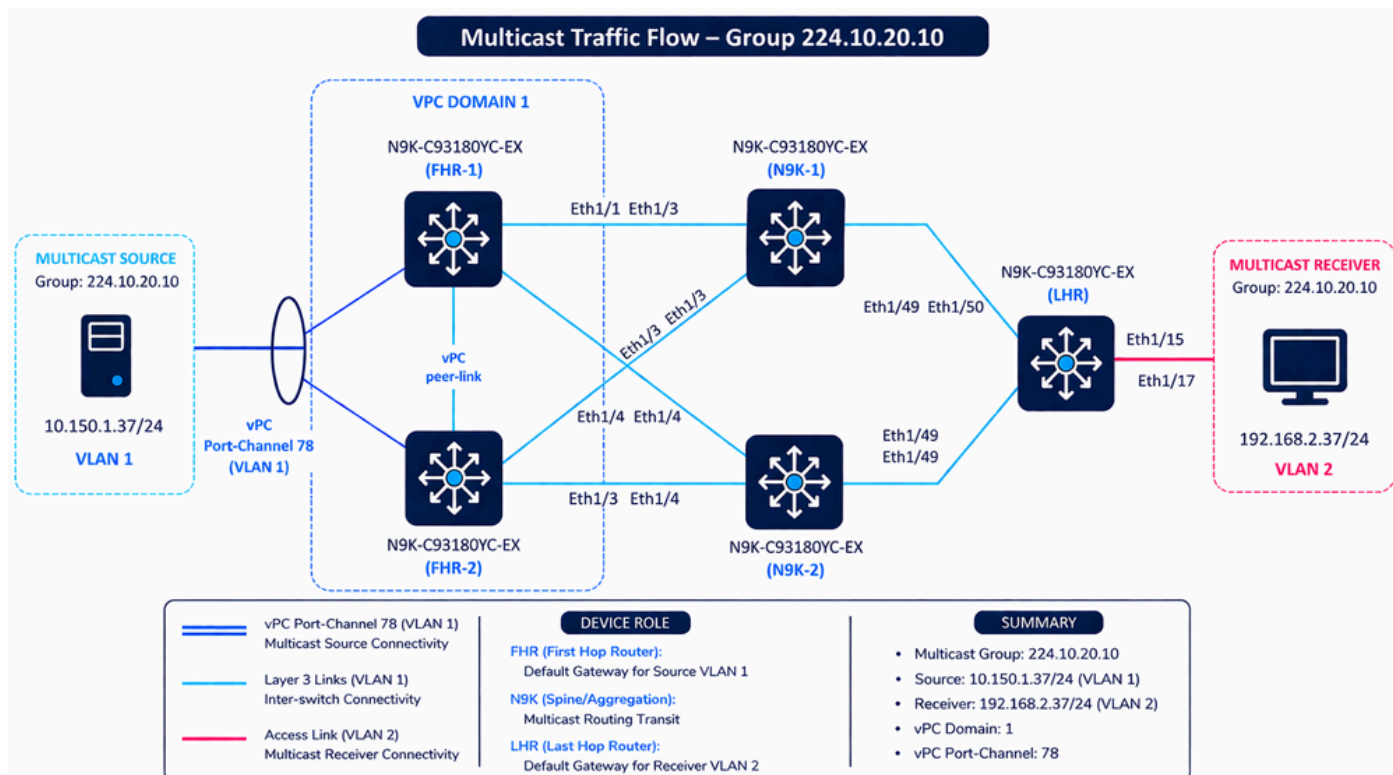 Multicast Traffic Flow – Group 224.10.20.10
VPC DOMAIN 1
N9K-C93180YC-EX
(FHR-1)
N9K-C93180YC-EX
(N9K-1)
Eth1/1 Eth1/3
MULTICAST SOURCE
Group: 224.10.20.10
10.150.1.37/24
VLAN 1
vPC
Port-Channel 78
(VLAN 1)
vPC
peer-link
Eth1/3 Eth1/3
Eth1/4 Eth1/4
Eth1/3 Eth1/4
N9K-C93180YC-EX
(FHR-2)
N9K-C93180YC-EX
(N9K-2)
N9K-C93180YC-EX
(LHR)
Eth1/49 Eth1/50
Eth1/49
Eth1/49
Eth1/15
Eth1/17
MULTICAST RECEIVER
Group: 224.10.20.10
192.168.2.37/24
VLAN 2
vPC Port-Channel 78 (VLAN 1)
Multicast Source Connectivity
Layer 3 Links (VLAN 1)
Inter-switch Connectivity
Access Link (VLAN 2)
Multicast Receiver Connectivity
DEVICE ROLE
FHR (First Hop Router):
Default Gateway for Source VLAN 1
N9K (Spine/Aggregation):
Multicast Routing Transit
LHR (Last Hop Router):
Default Gateway for Receiver VLAN 2
SUMMARY
• Multicast Group: 224.10.20.10
• Source: 10.150.1.37/24 (VLAN 1)
• Receiver: 192.168.2.37/24 (VLAN 2)
• vPC Domain: 1
• vPC Port-Channel: 78